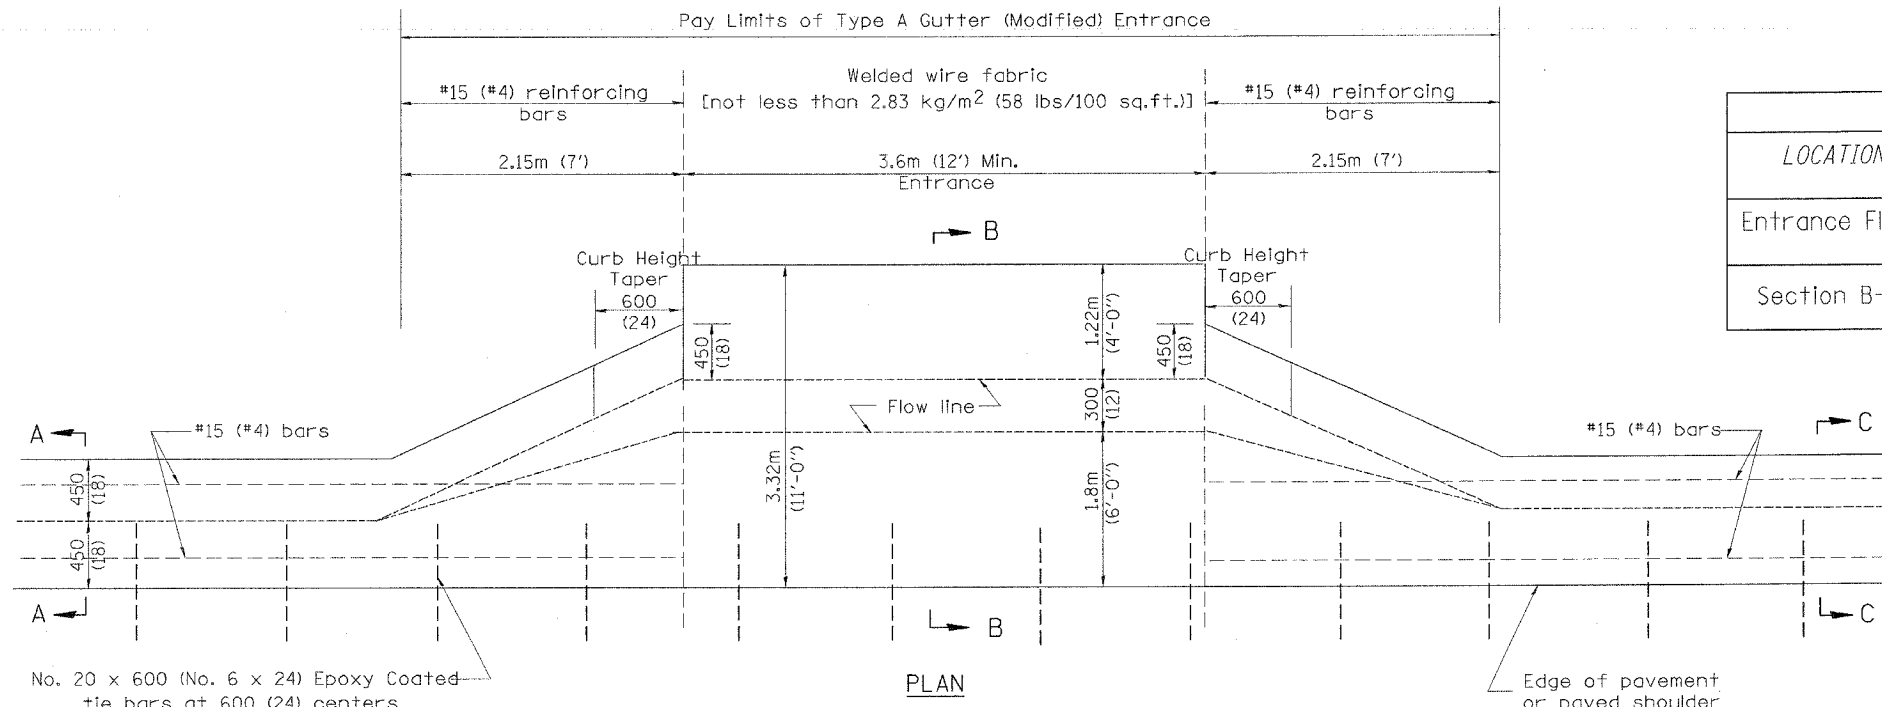 Pay Limits of Type A Gutter (Modified) Entrance
#15 (#4) reinforcing
bars
Welded wire fabric
[not less than 2.83 kg/m² (58 lbs/100 sq.ft.)]
#15 (#4) reinforcing
bars
2.15m (7')
3.6m (12') Min.
Entrance
2.15m (7')
LOCATION
Entrance
Section B-
B
Curb Height
Taper
600
(24)
Curb Height
Taper
600
(24)
450
(18)
1.22m
(4'-0")
450
(18)
Flow line
300
(12)
A
#15 (#4) bars
#15 (#4) bars
C
450
(18)
3.32m
(11'-0")
1.8m
(6'-0")
450
(18)
A
B
C
No. 20 x 600 (No. 6 x 24) Epoxy Coated
tie bars at 600 (24) centers
PLAN
Edge of pavement
or paved shoulder